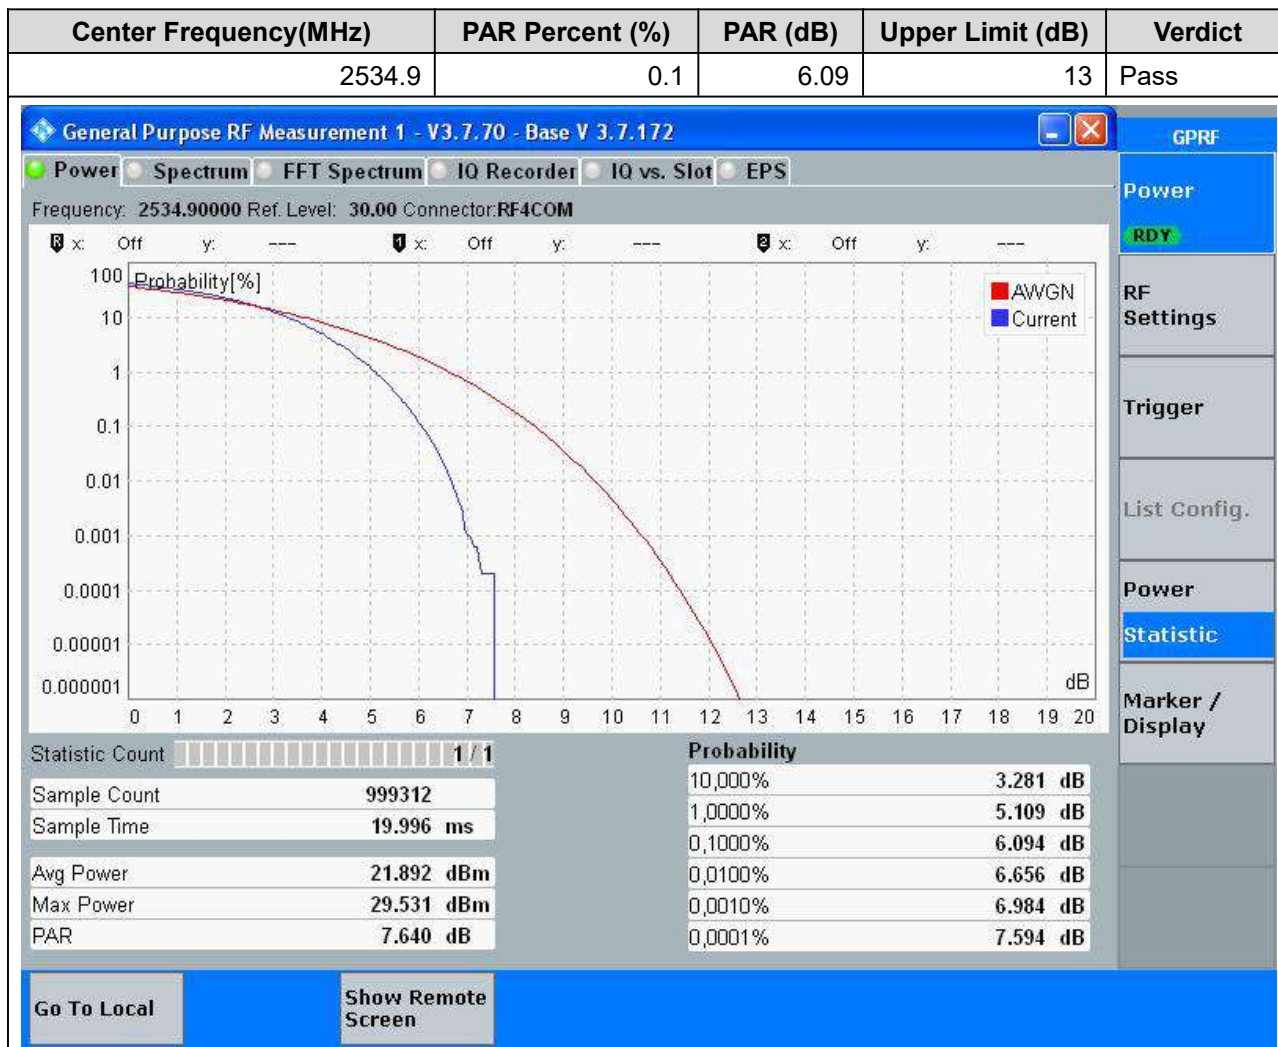 Center Frequency(MHz) PAR Percent (%) PAR (dB) Upper Limit (dB) Verdict
2534.9 0.1 6.09 13 Pass
General Purpose RF Measurement 1 - V3.7.70 - Base V 3.7.172
GPRF
Power Spectrum FFT Spectrum IQ Recorder IQ vs. Slot EPS
Frequency: 2534.90000 Ref. Level: 30.00 Connector:RF4COM
R x: Off y: --- 1 x: Off y: --- 2 x: Off y: ---
Probability[%]
AWGN
Current
100
10
1
0.1
0.01
0.001
0.0001
0.00001
0.000001
dB
0 1 2 3 4 5 6 7 8 9 10 11 12 13 14 15 16 17 18 19 20
Statistic Count 1 / 1
Sample Count 999312
Sample Time 19.996 ms
Avg Power 21.892 dBm
Max Power 29.531 dBm
PAR 7.640 dB
Probability
10,000% 3.281 dB
1,0000% 5.109 dB
0,1000% 6.094 dB
0,0100% 6.656 dB
0,0010% 6.984 dB
0,0001% 7.594 dB
Power
RDY
RF
Settings
Trigger
List Config.
Power
Statistic
Marker /
Display
Go To Local
Show Remote
Screen